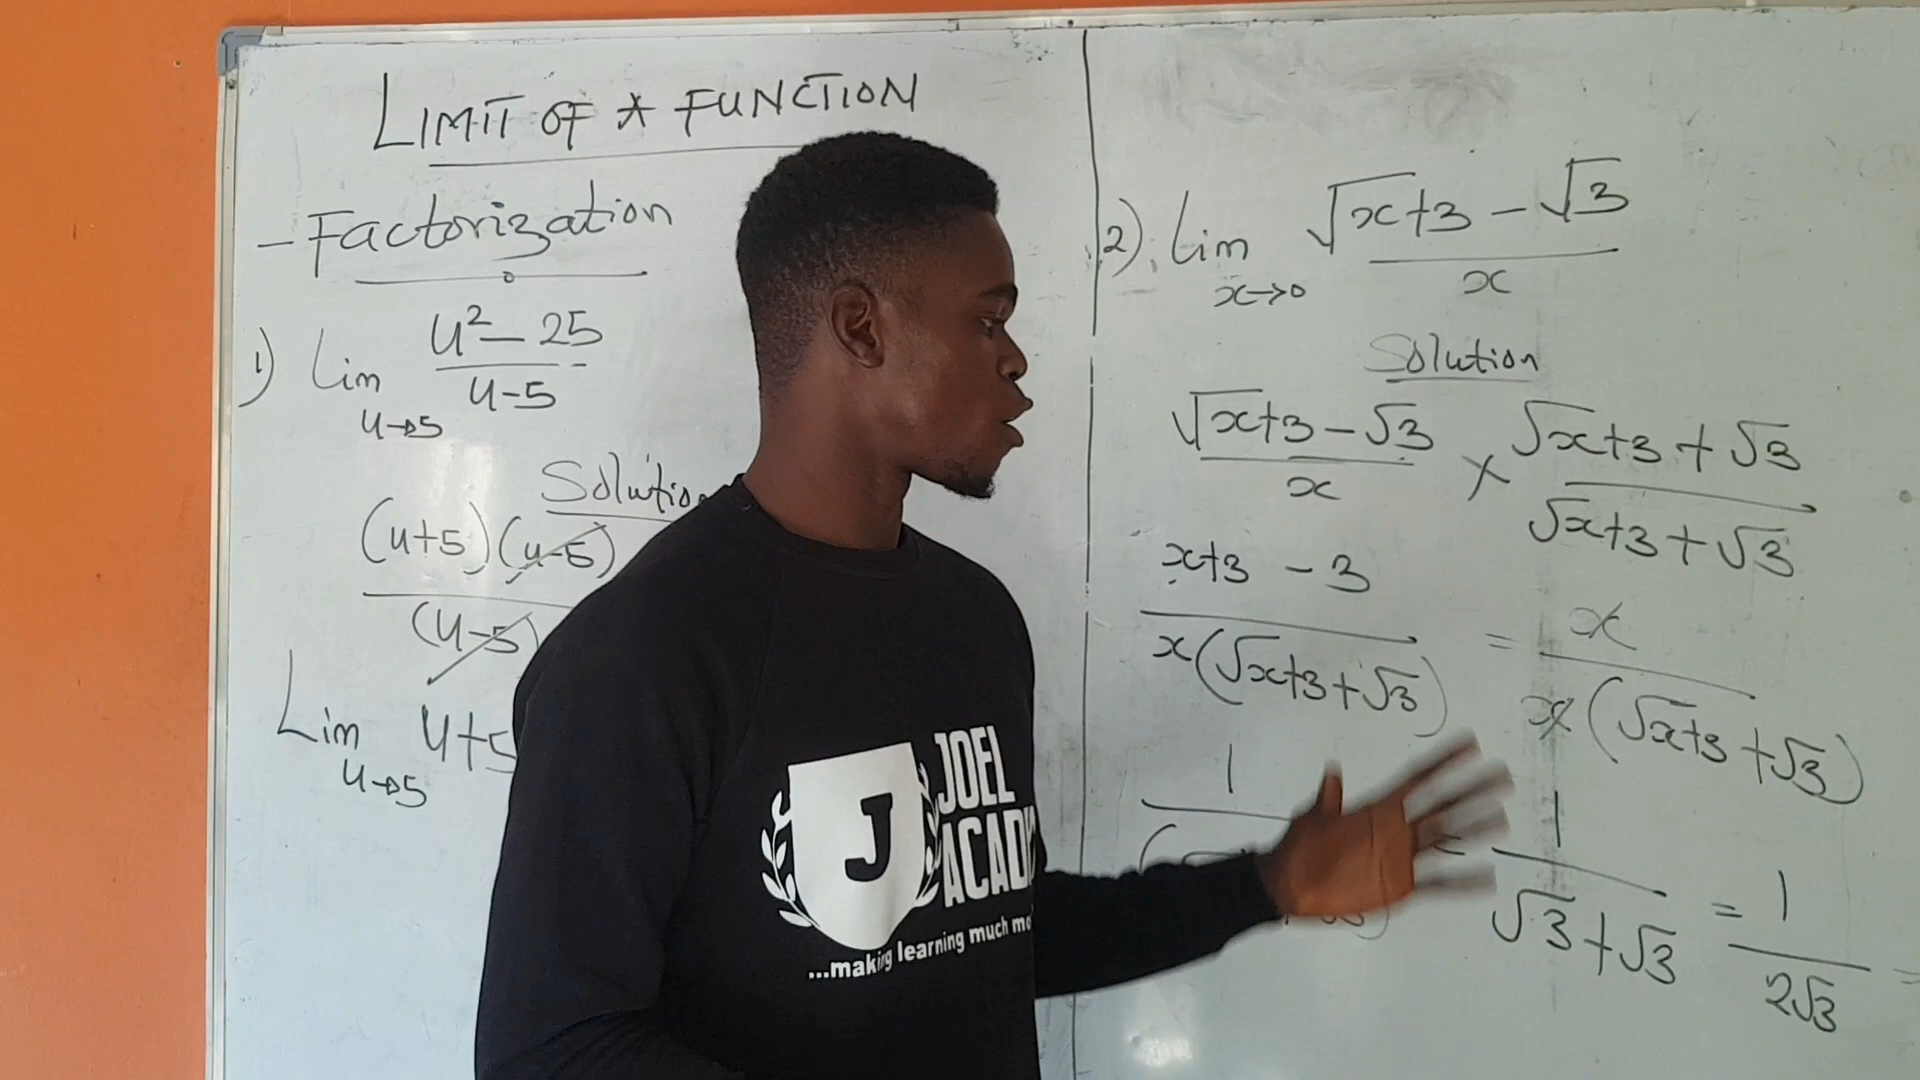 LIMIT OF A FUNCTION
- Factorization
1) Lim u→5 u² - 25 / u - 5
Solution
(u+5)(u-5)
(u-5)
Lim u→5 u+5
2). Lim x→0 √x+3 - √3 / x
Solution
√x+3 - √3 / x × √x+3 + √3 / √x+3 + √3
x+3 - 3 / x(√x+3 + √3) = x / x(√x+3 + √3)
1 = 1 / √3 + √3 = 1 / 2√3 =
J
JOEL
...making learning much